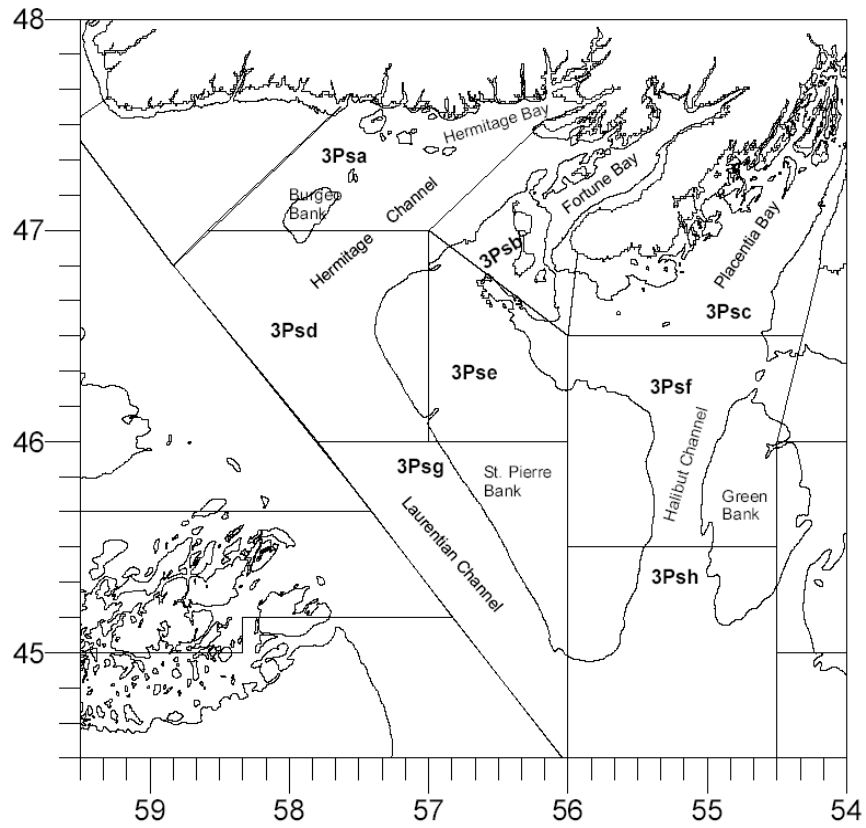 48
Hermitage Bay
3Psa
Fortune Bay
Burgeo
Bank
Channel
47
Placentia Bay
3Psb
Hermitage
3Psc
3Psd
3Pse
3Psf
46
3Psg
St. Pierre
Bank
Halibut Channel
Green
Bank
Laurentian Channel
3Psh
45
59
58
57
56
55
54